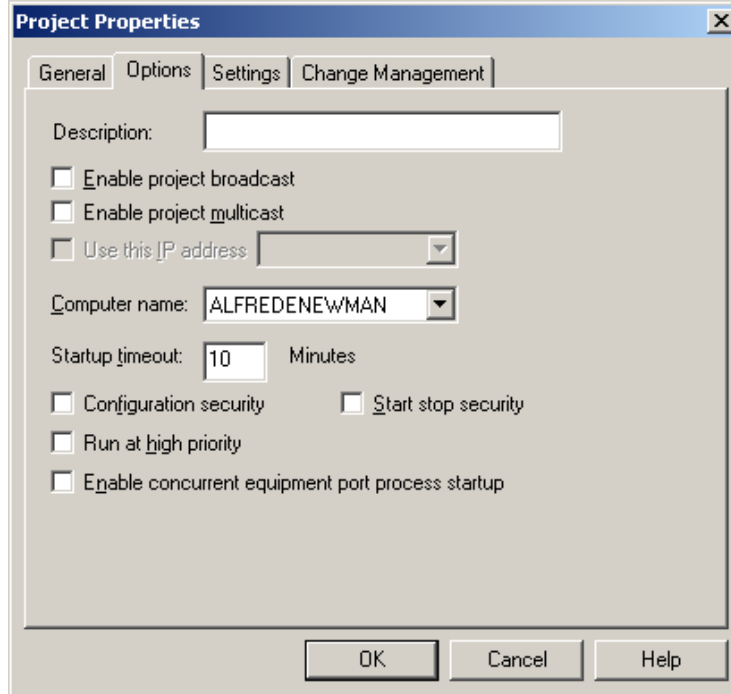 Project Properties
General Options Settings Change Management
Description:
Enable project broadcast
Enable project multicast
Use this IP address
Computer name: ALFREDENEWMAN
Startup timeout: 10 Minutes
Configuration security Start stop security
Run at high priority
Enable concurrent equipment port process startup
OK Cancel Help